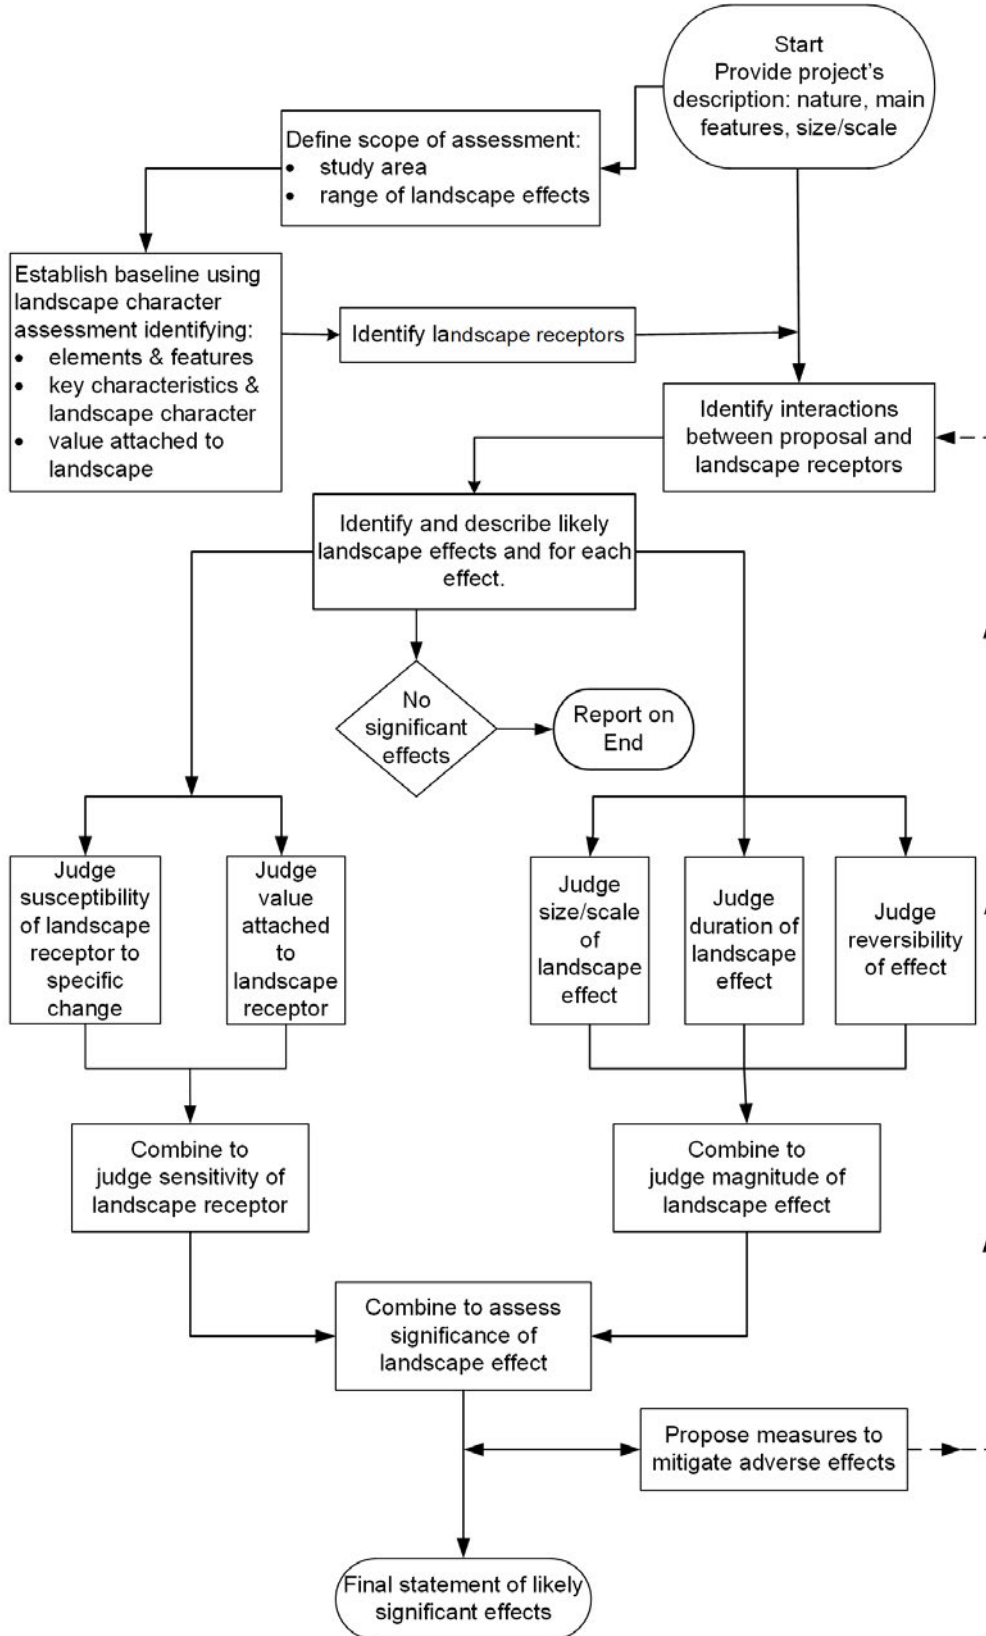 Start
Provide project's
description: nature, main
features, size/scale
Define scope of assessment:
• study area
• range of landscape effects
Establish baseline using
landscape character
assessment identifying:
• elements & features
• key characteristics &
landscape character
• value attached to
landscape
Identify landscape receptors
Identify interactions
between proposal and
landscape receptors
Identify and describe likely
landscape effects and for each
effect.
No
significant
effects
Report on
End
Judge
susceptibility
of landscape
receptor to
specific
change
Judge
value
attached
to
landscape
receptor
Judge
size/scale
of
landscape
effect
Judge
duration of
landscape
effect
Judge
reversibility
of effect
Combine to
judge sensitivity of
landscape receptor
Combine to
judge magnitude of
landscape effect
Combine to assess
significance of
landscape effect
Propose measures to
mitigate adverse effects
Final statement of likely
significant effects